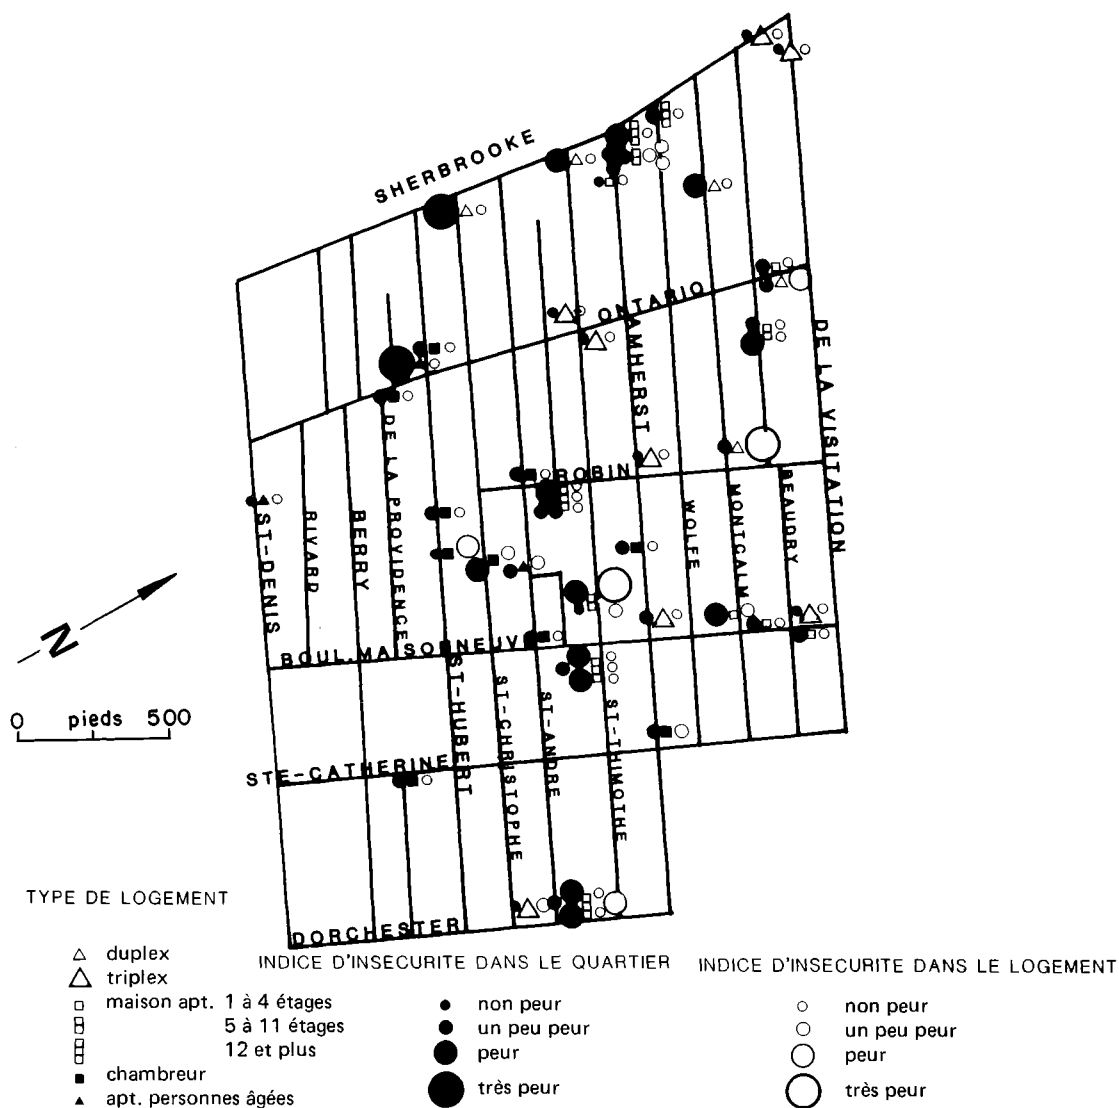 SHERBROOKE
ONTARIO
AMHERST
DE LA VISITATION
DE LA PROVIDENCE
ROBIN
ST-DENIS
RIVARD
BERRY
WOLFE
MONTCALM
BEAUDRY
N
BOUL. MAISONNEUV
ST-HUBERT
ST-CHRISTOPHE
ST-ANDRE
ST-THIMOTHE
0 pieds 500
STE-CATHERINE
DORCHESTER
TYPE DE LOGEMENT
duplex
triplex
maison apt. 1 à 4 étages
5 à 11 étages
12 et plus
chambreur
apt. personnes âgées
INDICE D'INSECURITE DANS LE QUARTIER
non peur
un peu peur
peur
très peur
INDICE D'INSECURITE DANS LE LOGEMENT
non peur
un peu peur
peur
très peur